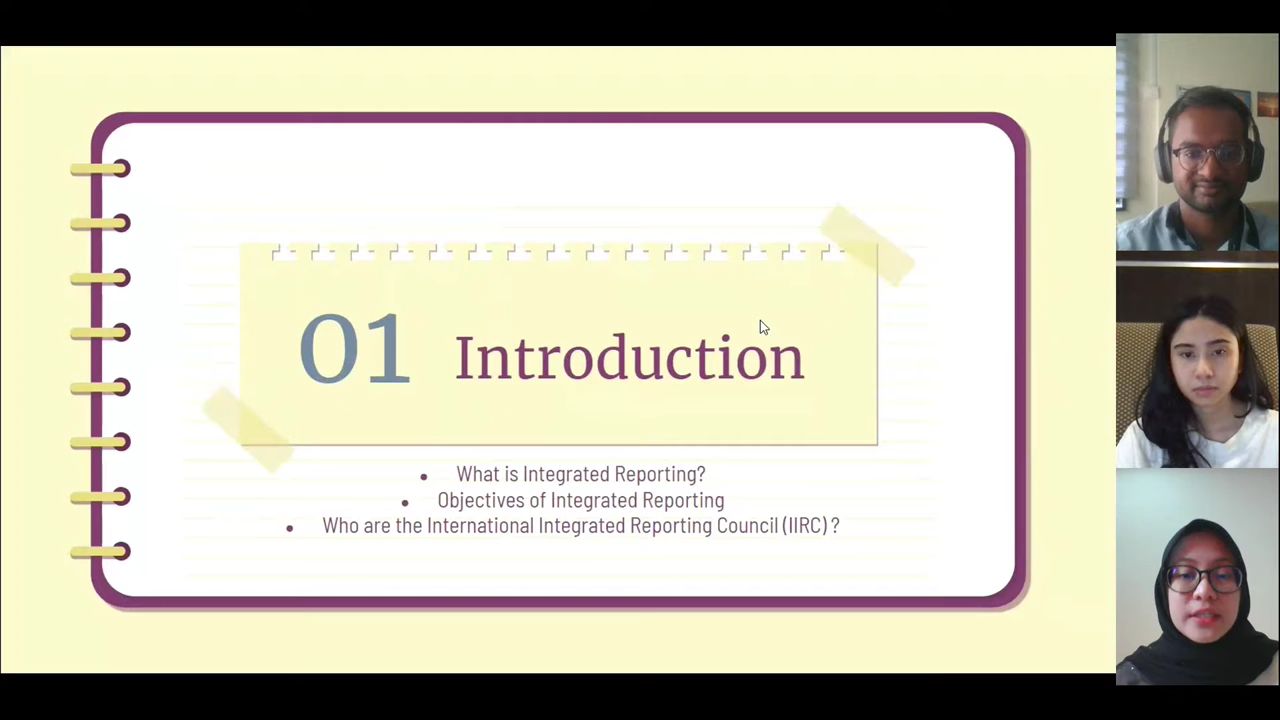 01 Introduction
What is Integrated Reporting?
Objectives of Integrated Reporting
Who are the International Integrated Reporting Council (IIRC) ?